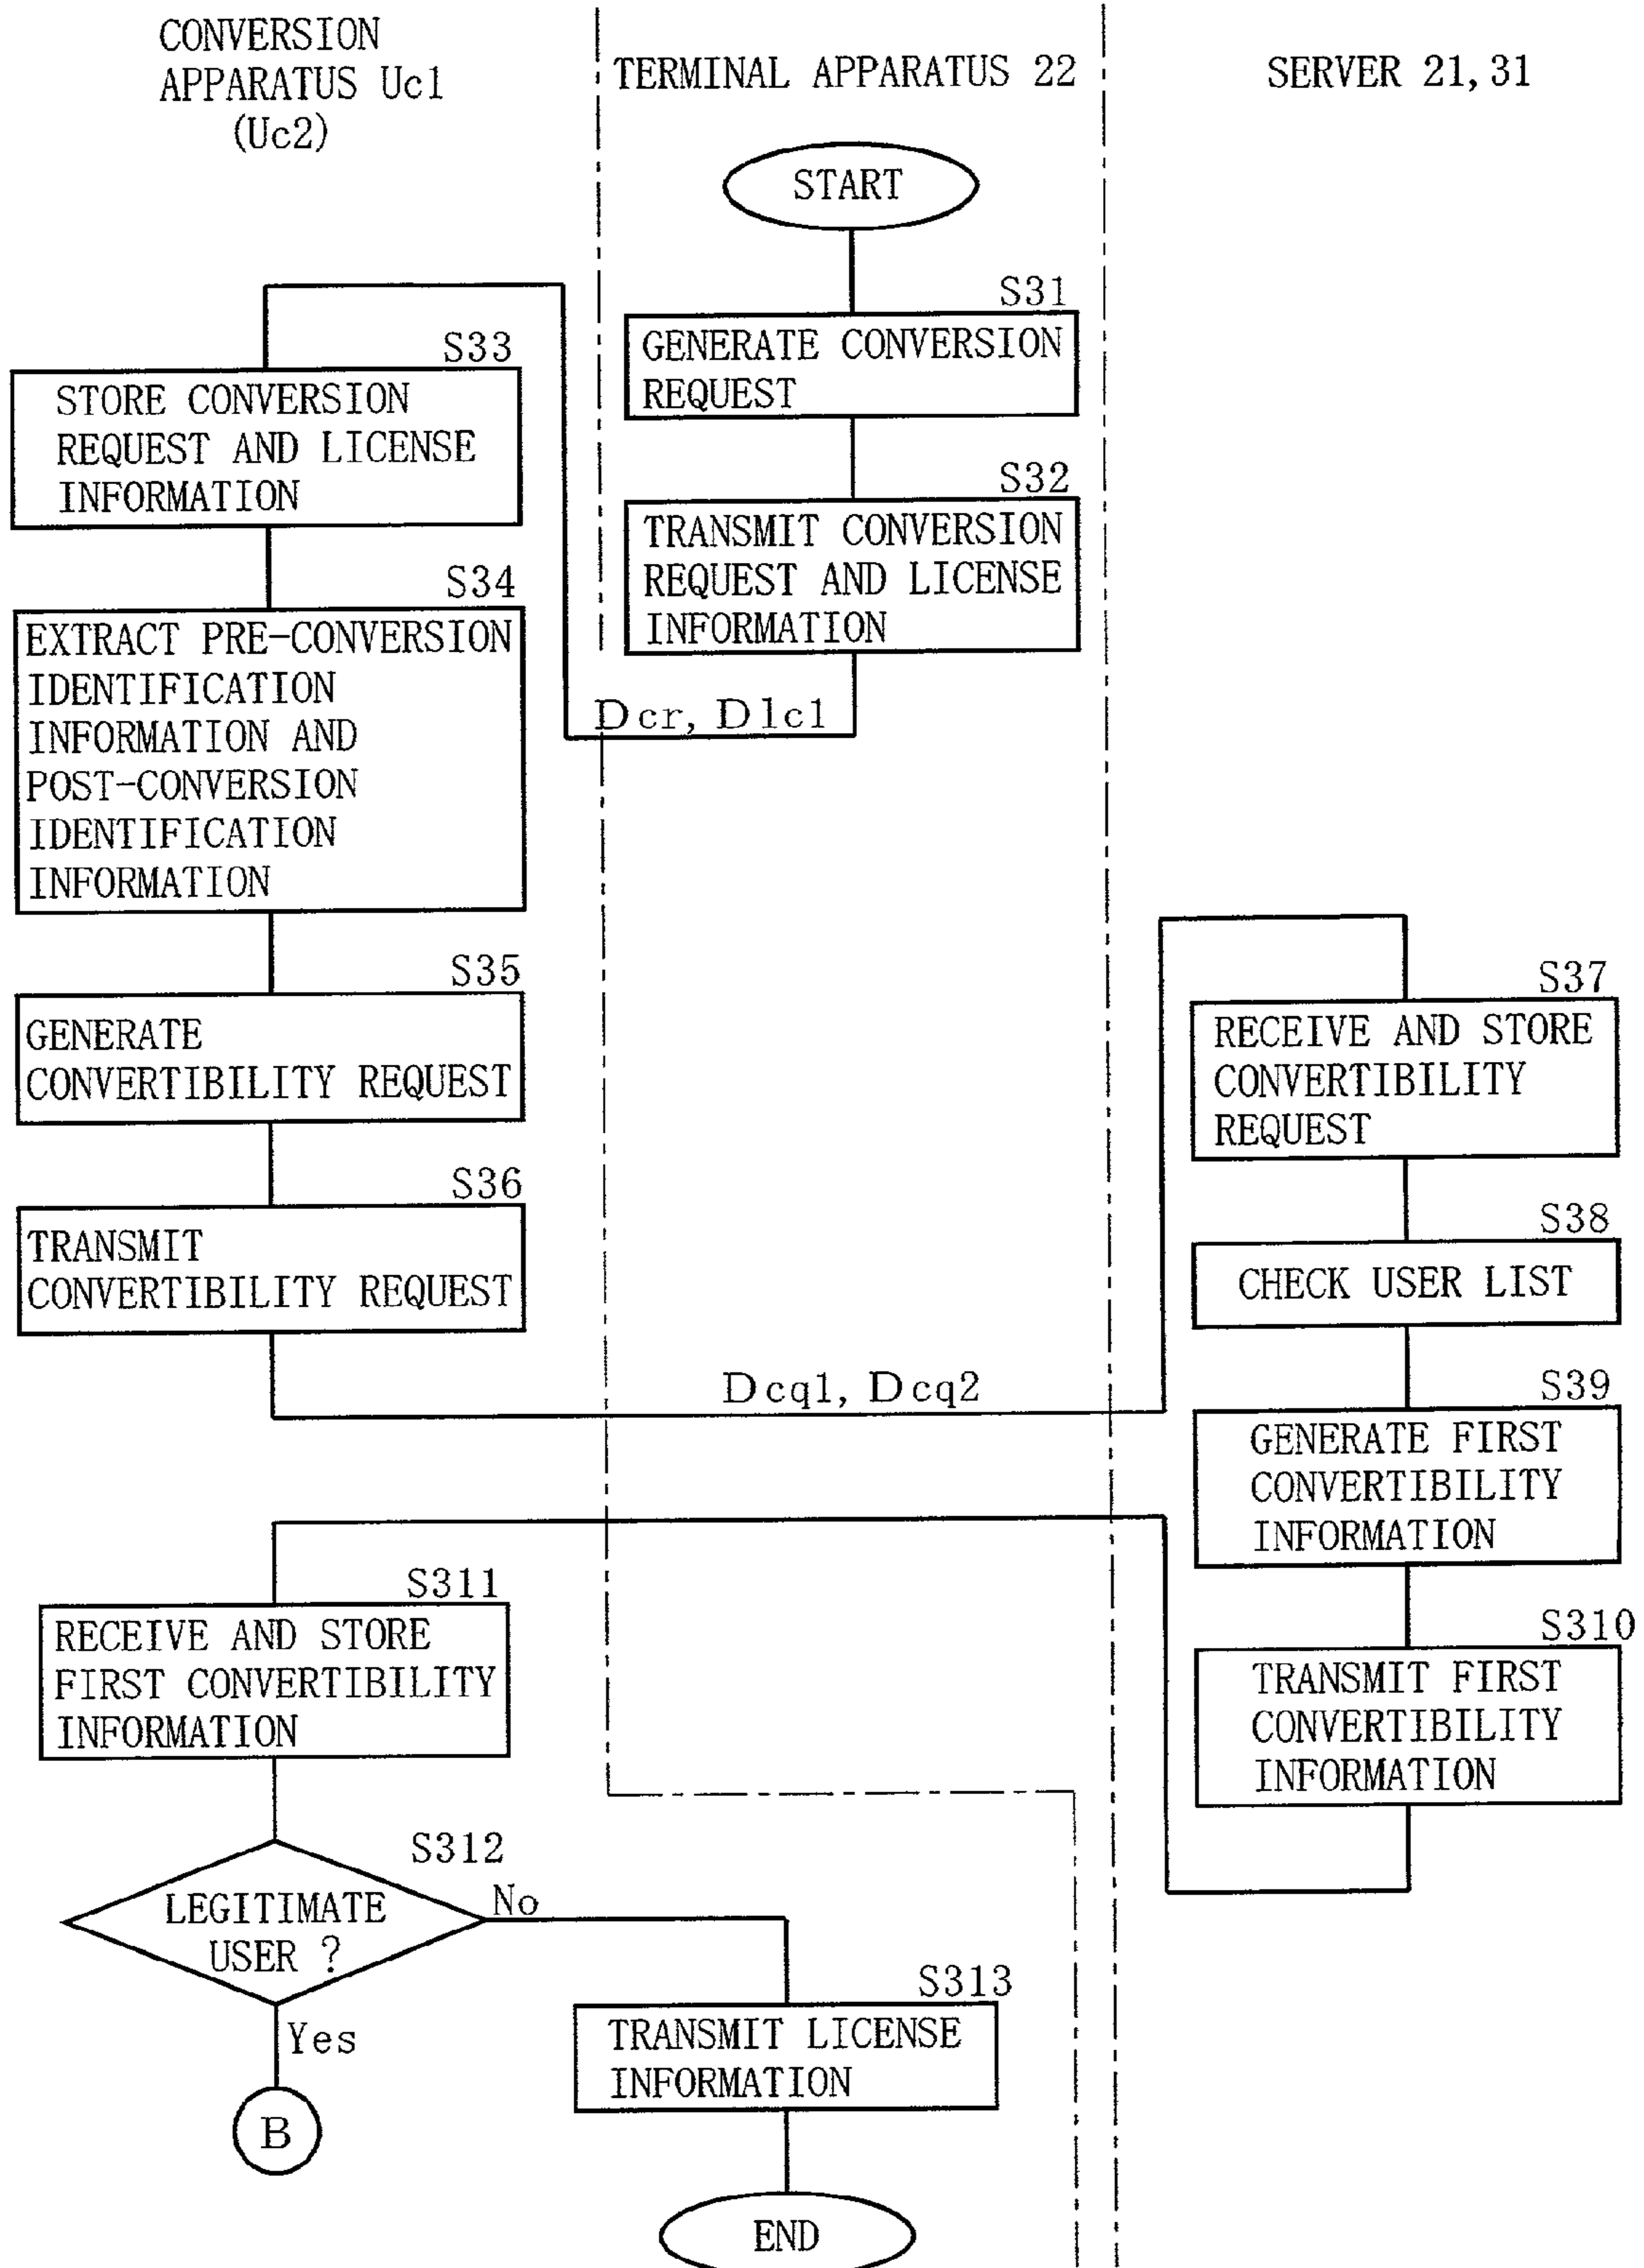 CONVERSION
APPARATUS Uc1
(Uc2)
TERMINAL APPARATUS 22
SERVER 21, 31
START
S31
GENERATE CONVERSION
REQUEST
S32
TRANSMIT CONVERSION
REQUEST AND LICENSE
INFORMATION
Dcr, Dlc1
S33
STORE CONVERSION
REQUEST AND LICENSE
INFORMATION
S34
EXTRACT PRE-CONVERSION
IDENTIFICATION
INFORMATION AND
POST-CONVERSION
IDENTIFICATION
INFORMATION
S35
GENERATE
CONVERTIBILITY REQUEST
S36
TRANSMIT
CONVERTIBILITY REQUEST
Dcq1, Dcq2
S37
RECEIVE AND STORE
CONVERTIBILITY
REQUEST
S38
CHECK USER LIST
S39
GENERATE FIRST
CONVERTIBILITY
INFORMATION
S310
TRANSMIT FIRST
CONVERTIBILITY
INFORMATION
S311
RECEIVE AND STORE
FIRST CONVERTIBILITY
INFORMATION
S312
LEGITIMATE
USER ?
No
Yes
B
S313
TRANSMIT LICENSE
INFORMATION
END